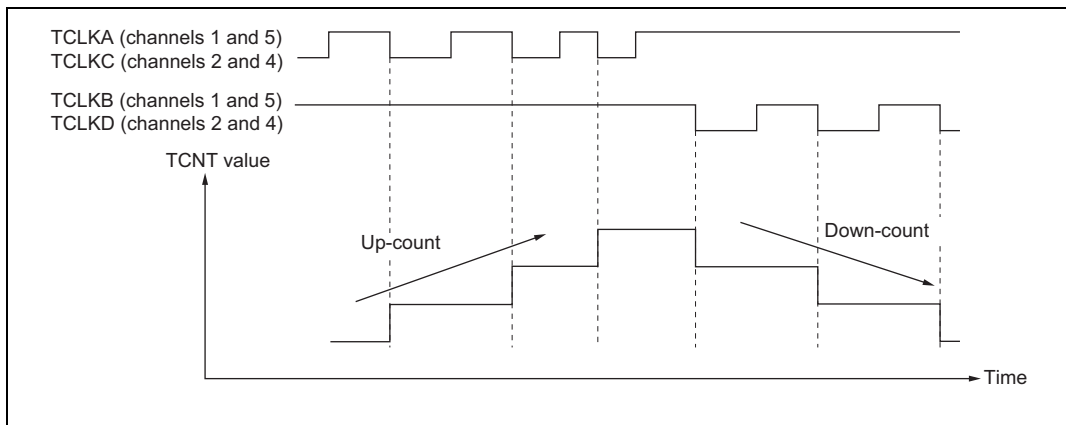 TCLKA (channels 1 and 5)
TCLKC (channels 2 and 4)
TCLKB (channels 1 and 5)
TCLKD (channels 2 and 4)
TCNT value
Up-count
Down-count
Time